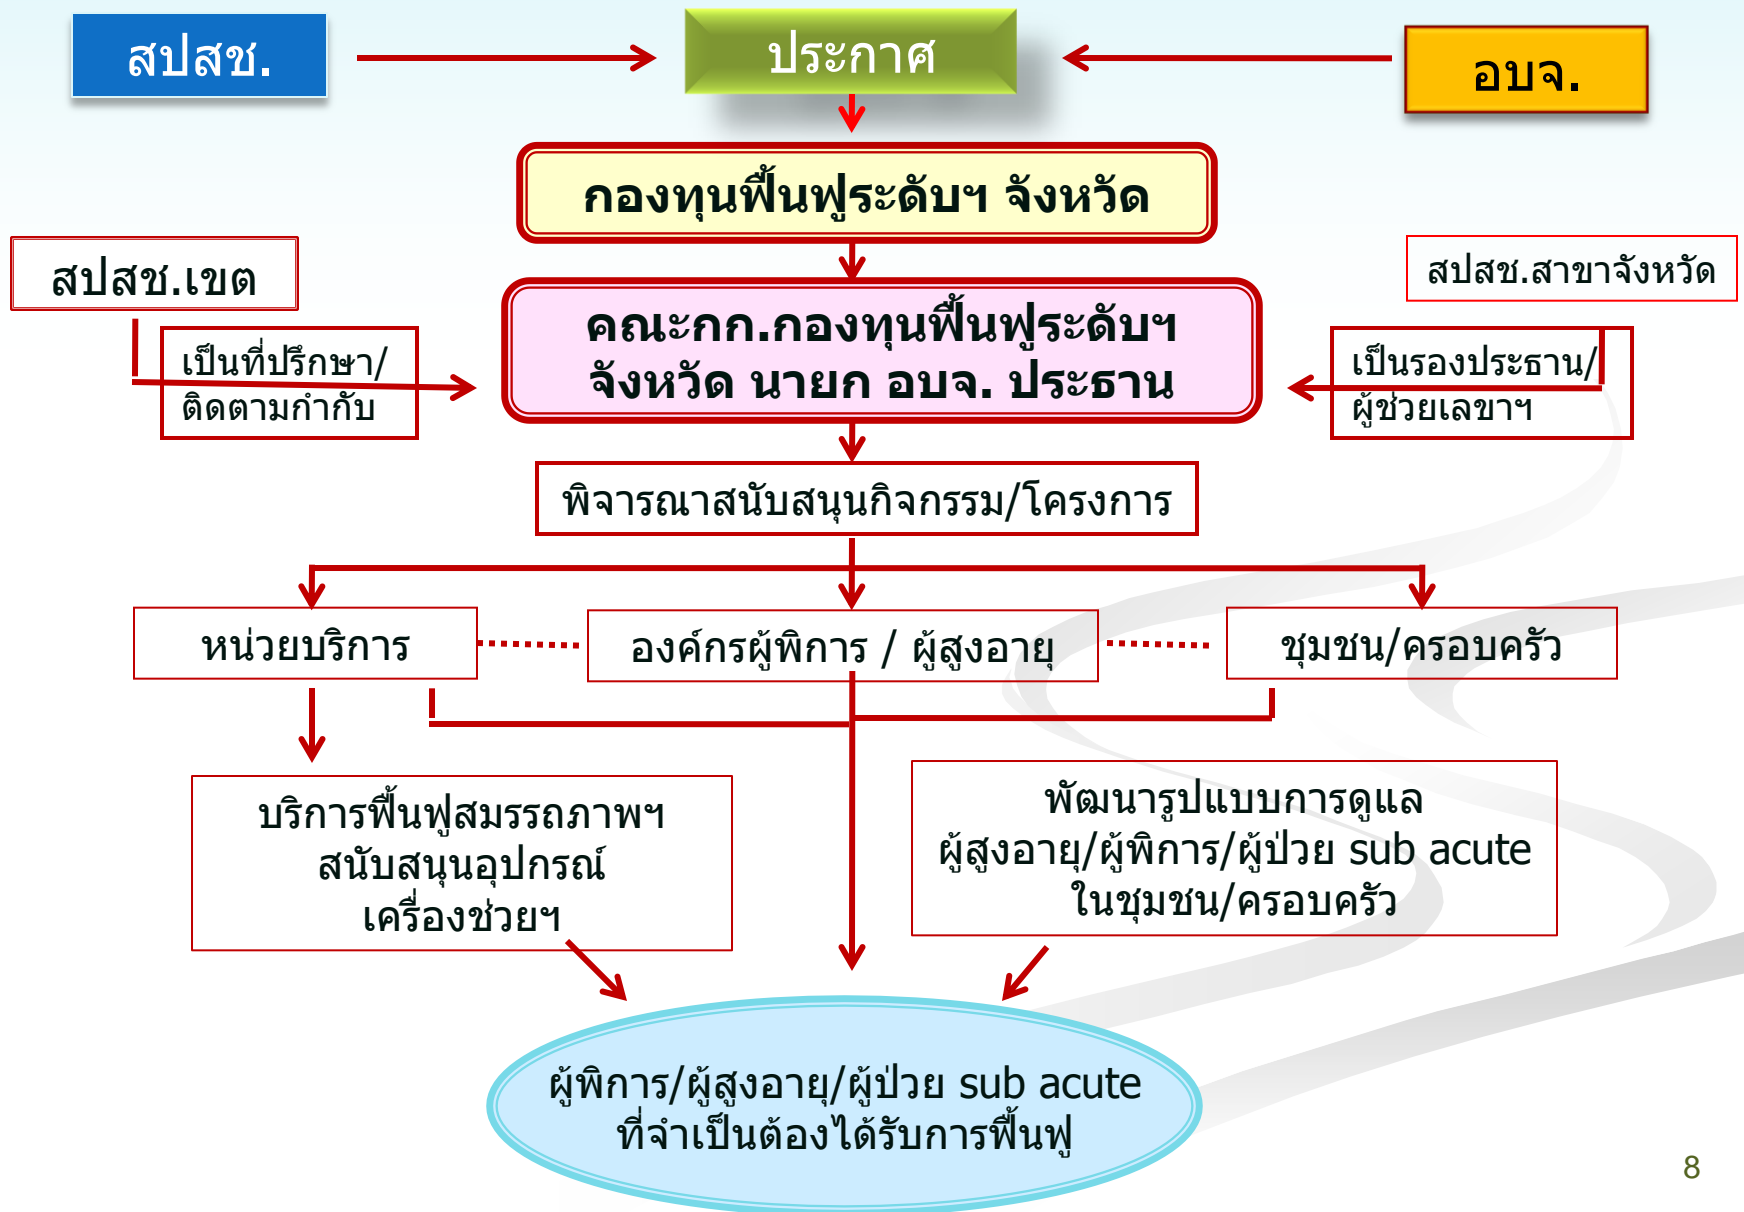 สปสช.
ประกาศ
อบจ.
กองทุนฟื้นฟูระดับฯ จังหวัด
สปสช.เขต
สปสช.สาขาจังหวัด
คณะกก.กองทุนฟื้นฟูระดับฯ
จังหวัด นายก อบจ. ประธาน
เป็นที่ปรึกษา/
ติดตามกำกับ
เป็นรองประธาน/
ผู้ช่วยเลขาฯ
พิจารณาสนับสนุนกิจกรรม/โครงการ
หน่วยบริการ
องค์กรผู้พิการ / ผู้สูงอายุ
ชุมชน/ครอบครัว
บริการฟื้นฟูสมรรถภาพฯ
สนับสนุนอุปกรณ์
เครื่องช่วยฯ
พัฒนารูปแบบการดูแล
ผู้สูงอายุ/ผู้พิการ/ผู้ป่วย sub acute
ในชุมชน/ครอบครัว
ผู้พิการ/ผู้สูงอายุ/ผู้ป่วย sub acute
ที่จำเป็นต้องได้รับการฟื้นฟู
8